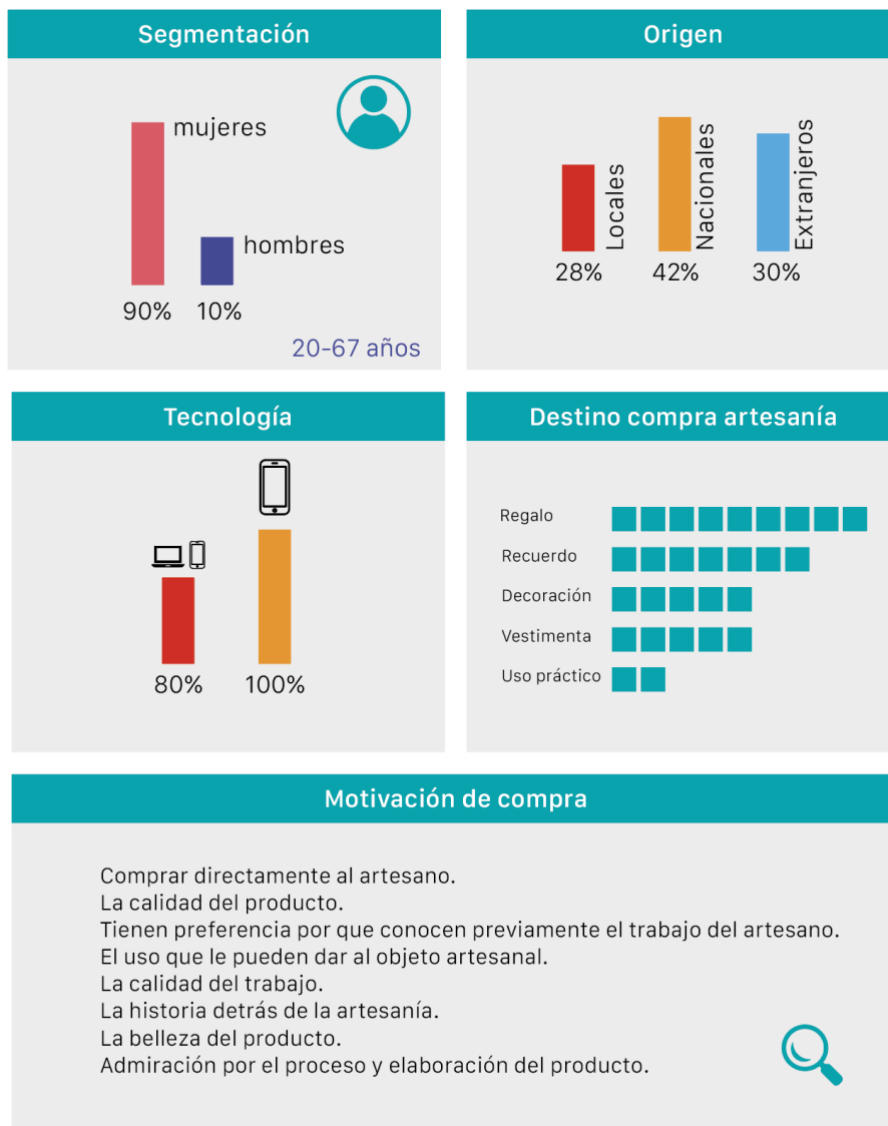 Segmentación
mujeres
hombres
90% 10%
20-67 años
Origen
Locales
Nacionales
Extranjeros
28% 42% 30%
Tecnología
80% 100%
Destino compra artesanía
Regalo
Recuerdo
Decoración
Vestimenta
Uso práctico
Motivación de compra
Comprar directamente al artesano.
La calidad del producto.
Tienen preferencia por que conocen previamente el trabajo del artesano.
El uso que le pueden dar al objeto artesanal.
La calidad del trabajo.
La historia detrás de la artesanía.
La belleza del producto.
Admiración por el proceso y elaboración del producto.